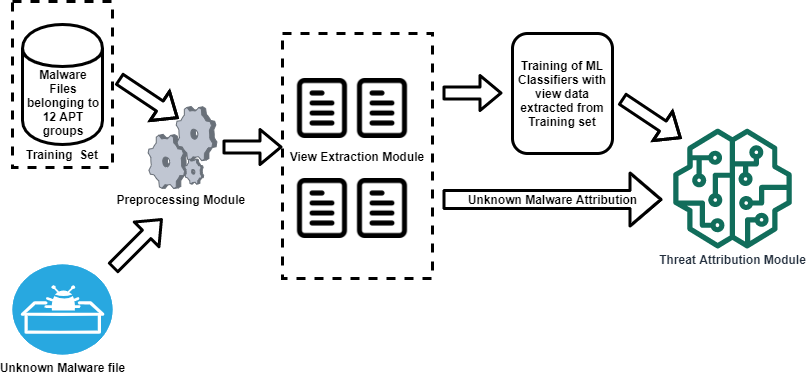 Malware
Files
belonging to
12 APT
groups
Training Set
Preprocessing Module
Unknown Malware file
View Extraction Module
Training of ML
Classifiers with
view data
extracted from
Training set
Unknown Malware Attribution
Threat Attribution Module